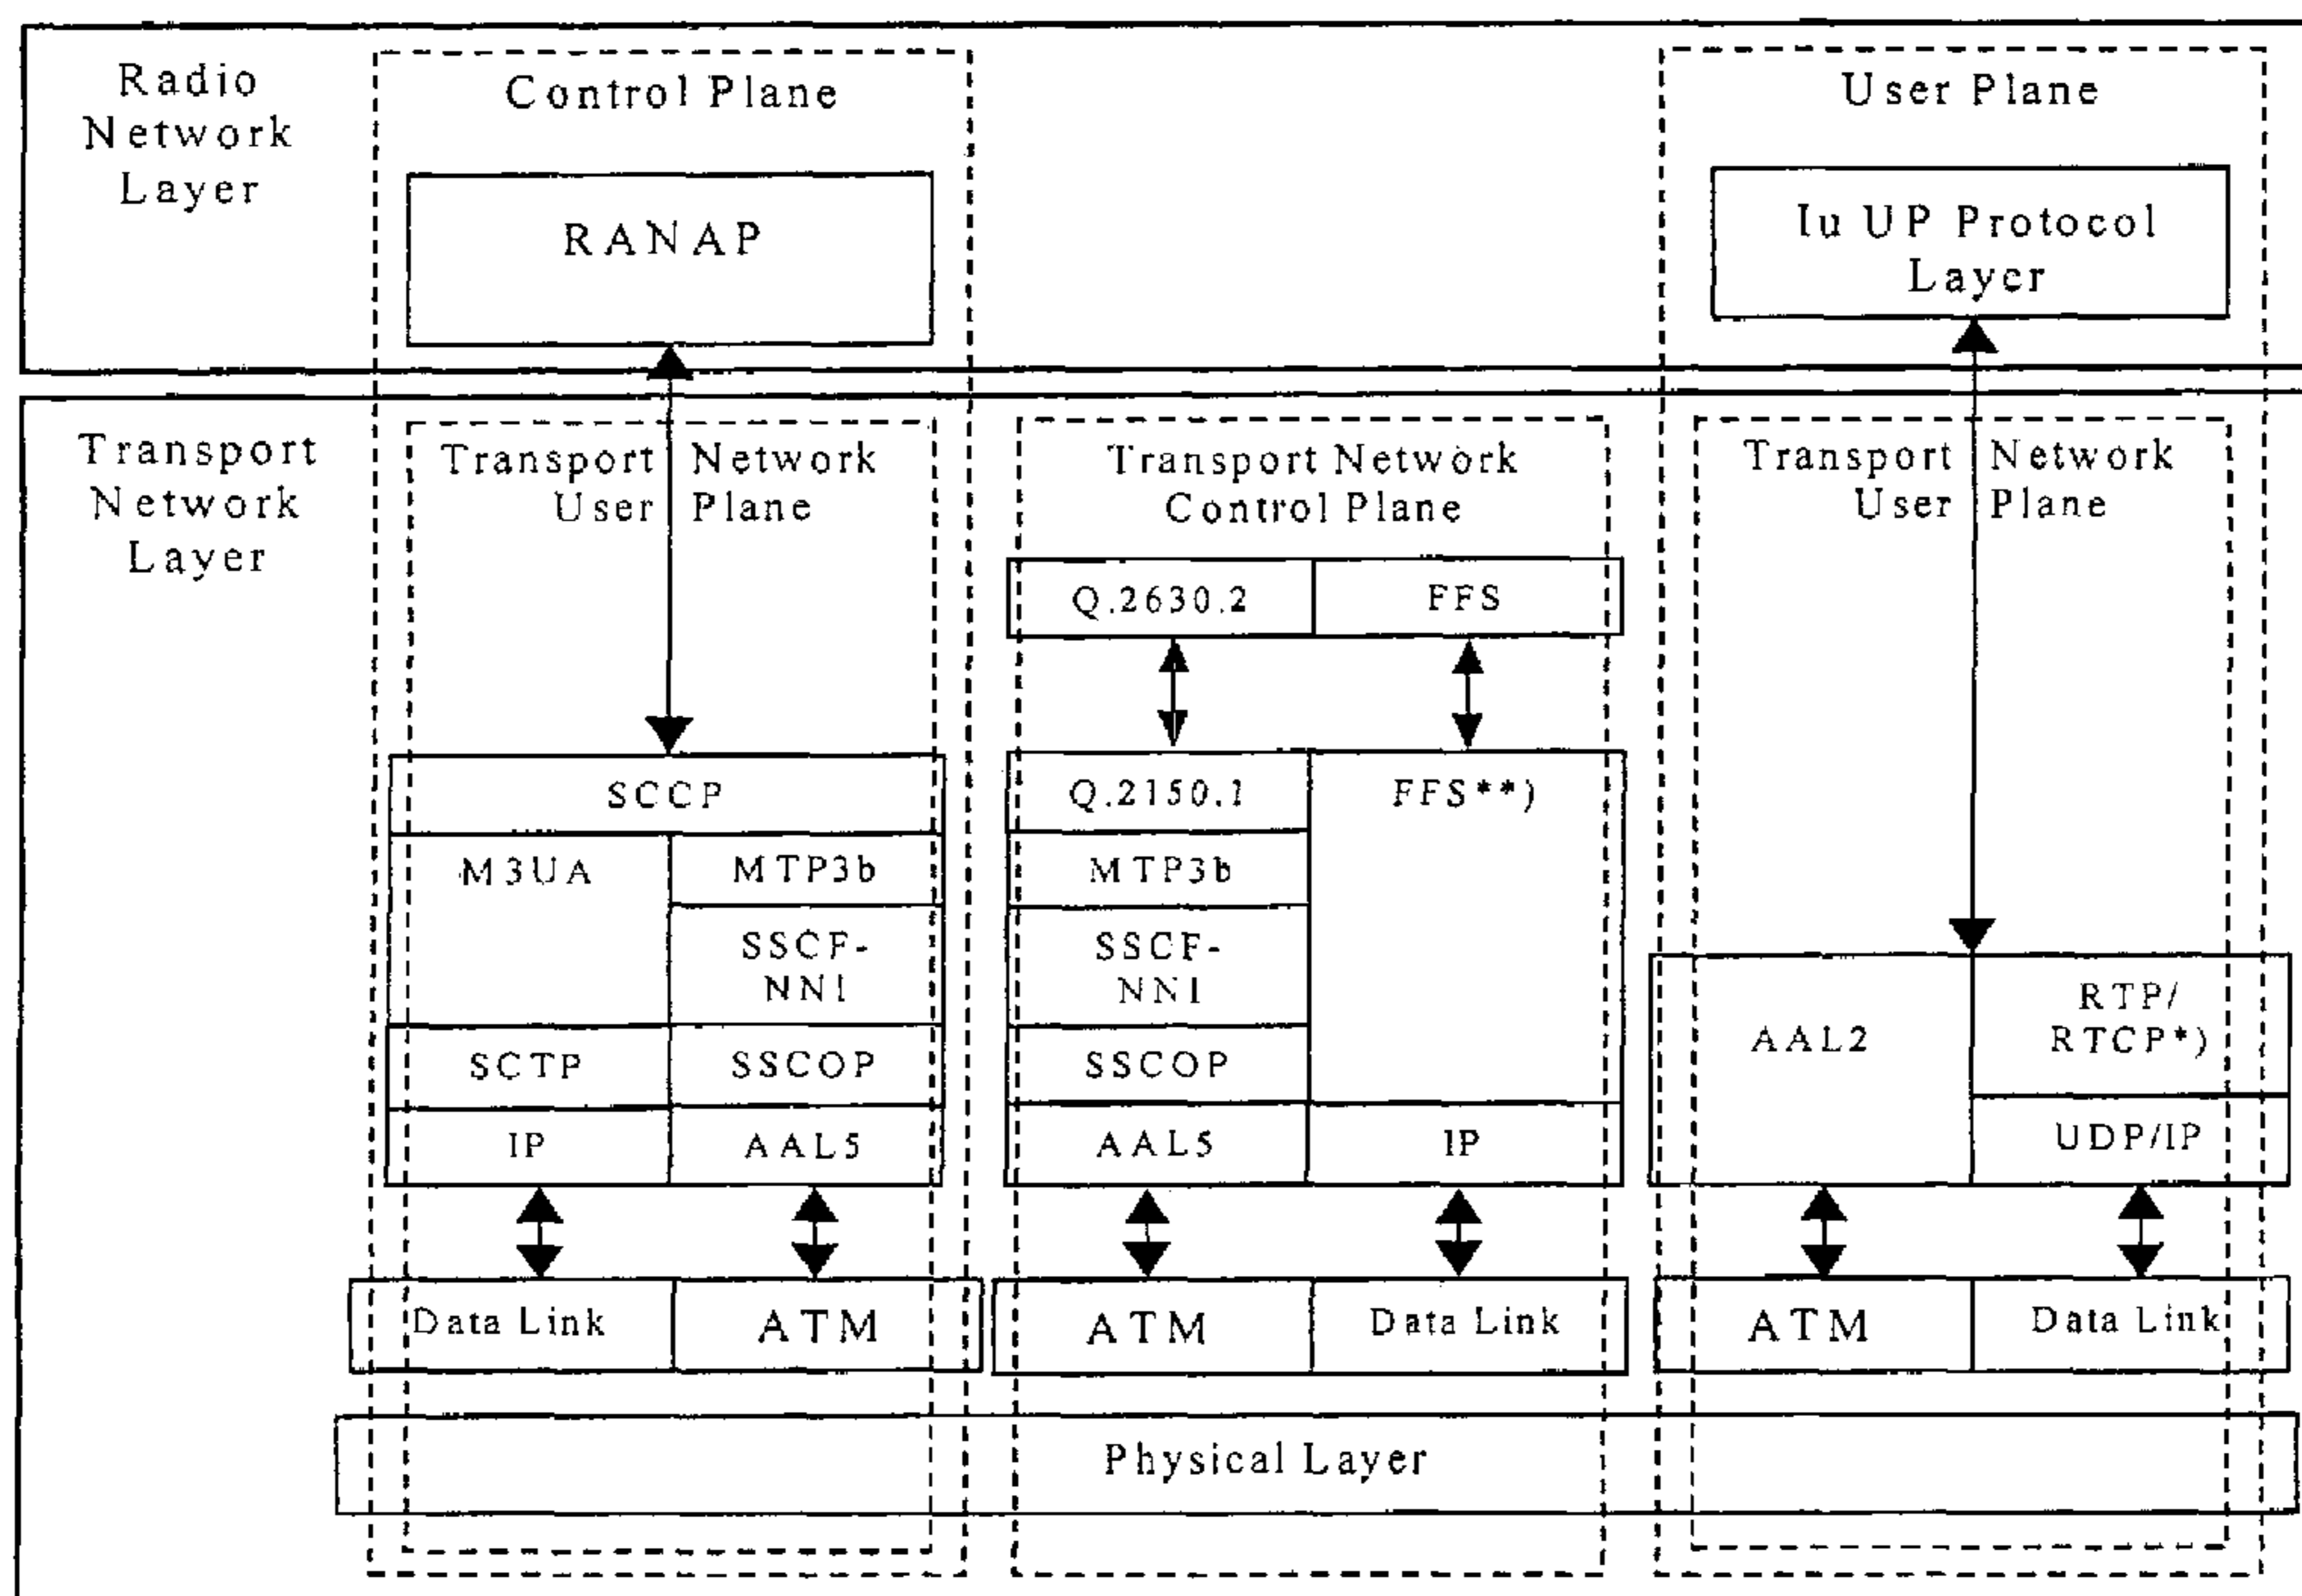 Radio
Network
Layer
Control Plane
RANAP
User Plane
Iu UP Protocol
Layer
Transport
Network
Layer
Transport Network
User Plane
Transport Network
Control Plane
Transport Network
User Plane
Q.2630.2
FFS
SCCP
M3UA
MTP3b
SSCF-
NNI
SCTP
SSCOP
IP
AAL5
Q.2150.1
FFS**)
MTP3b
SSCF-
NNI
SSCOP
AAL5
IP
AAL2
RTP/
RTCP*)
UDP/IP
Data Link
ATM
ATM
Data Link
ATM
Data Link
Physical Layer